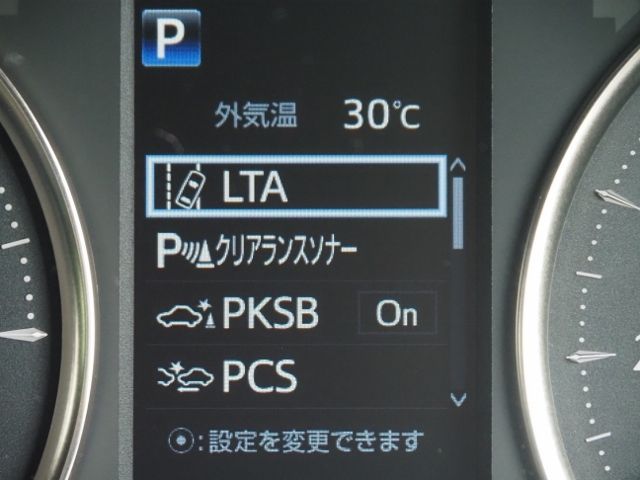 P
外気温 30℃
LTA
Pクリアランスソナー
PKSB On
PCS
⦿:設定を変更できます